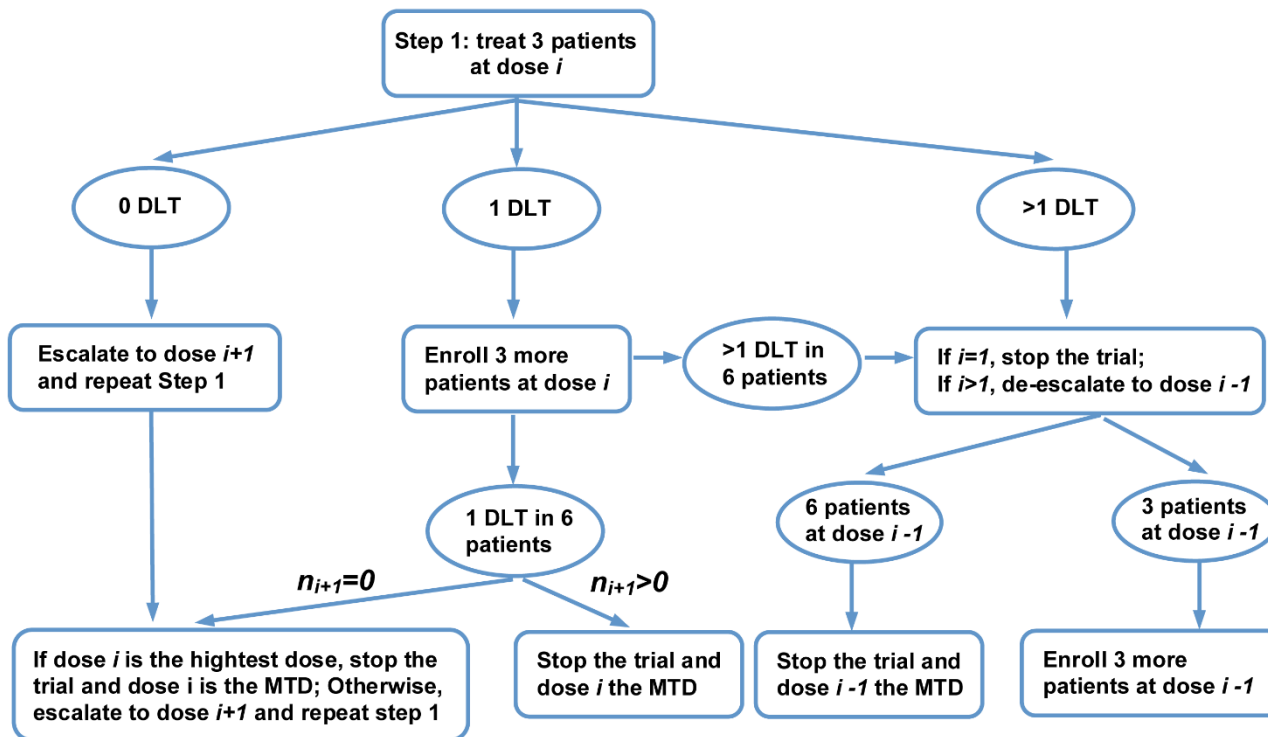 Step 1: treat 3 patients
at dose i
0 DLT
1 DLT
>1 DLT
Escalate to dose i+1
and repeat Step 1
Enroll 3 more
patients at dose i
>1 DLT in
6 patients
If i=1, stop the trial;
If i>1, de-escalate to dose i -1
1 DLT in 6
patients
6 patients
at dose i -1
3 patients
at dose i -1
n_{i+1}=0
n_{i+1}>0
If dose i is the highest dose, stop the
trial and dose i is the MTD; Otherwise,
escalate to dose i+1 and repeat step 1
Stop the trial and
dose i the MTD
Stop the trial and
dose i -1 the MTD
Enroll 3 more
patients at dose i -1